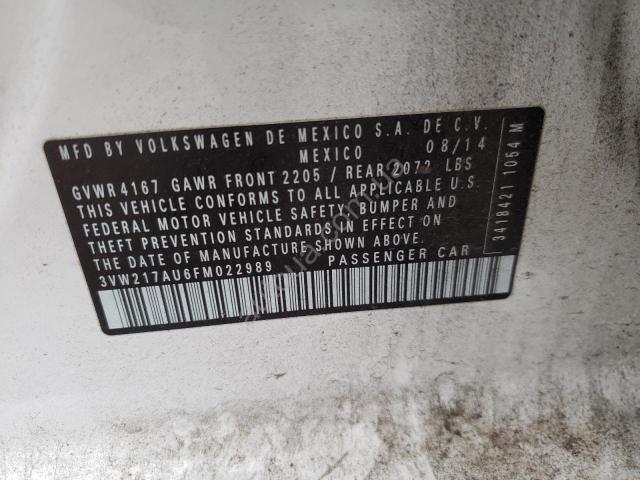 MFD BY VOLKSWAGEN DE MEXICO S.A. DE C.V.
MEXICO 08/14
GVWR 4167 GAWR FRONT 2205 / REAR 2072 LBS
THIS VEHICLE CONFORMS TO ALL APPLICABLE U.S.
FEDERAL MOTOR VEHICLE SAFETY BUMPER AND
THEFT PREVENTION STANDARDS IN EFFECT ON
THE DATE OF MANUFACTURE SHOWN ABOVE.
3VW217AU6FM022989 PASSENGER CAR
3418421 1054 M